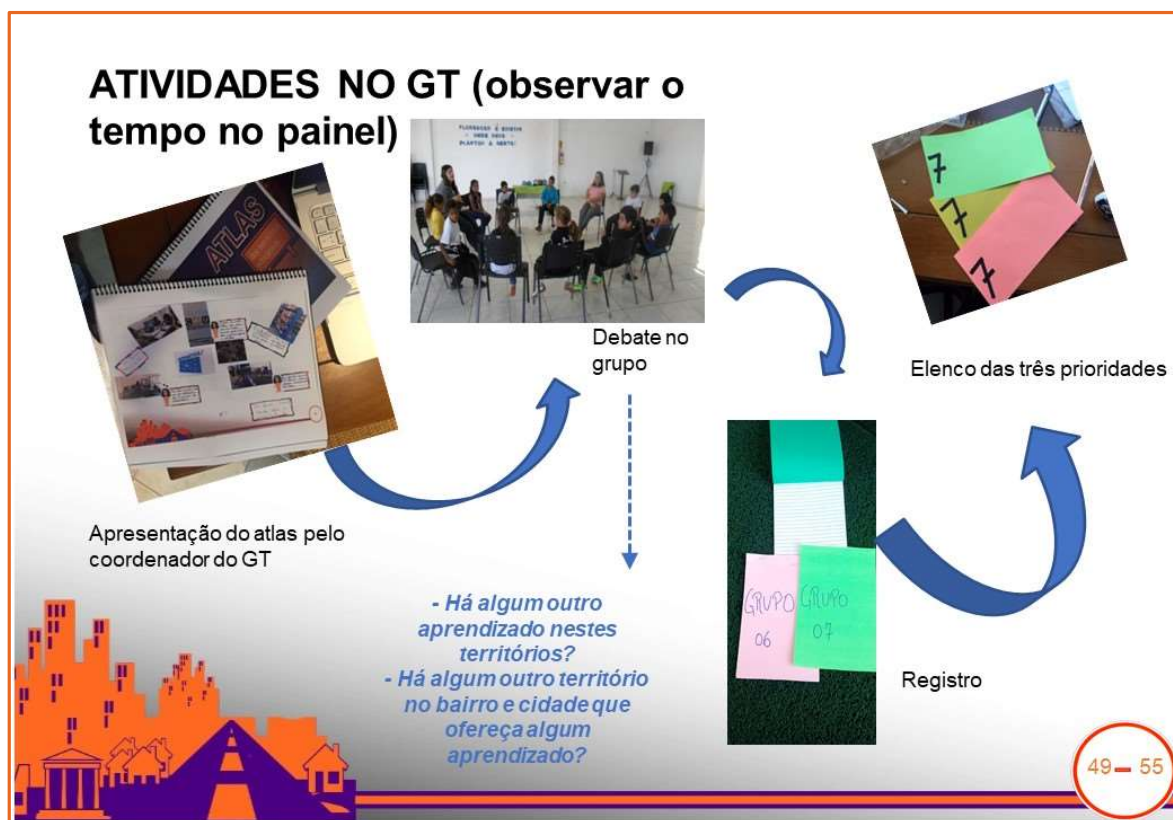 ATIVIDADES NO GT (observar o
tempo no painel)
ATLAS
7
7
7
Debate no
grupo
Elenco das três prioridades
Apresentação do atlas pelo
coordenador do GT
- Há algum outro
aprendizado nestes
territórios?
- Há algum outro território
no bairro e cidade que
ofereça algum
aprendizado?
GRUPO
06
GRUPO
07
Registro
49 – 55